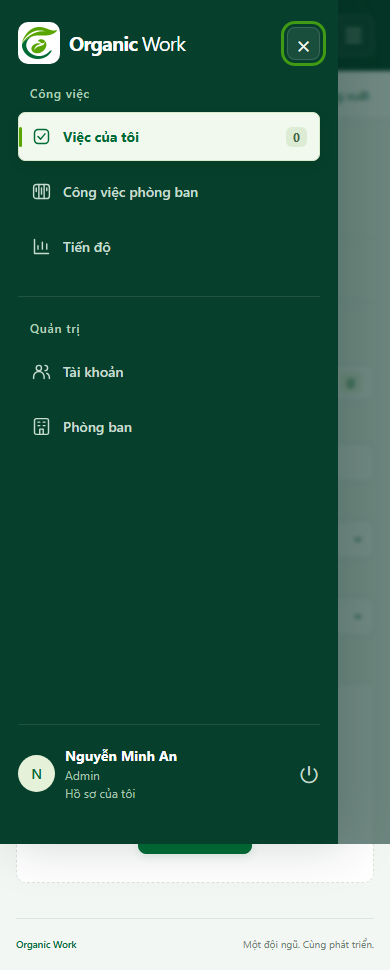 Organic Work
Công việc
Việc của tôi
0
Công việc phòng ban
Tiến độ
Quản trị
Tài khoản
Phòng ban
Nguyễn Minh An
N
Admin
Hồ sơ của tôi
Organic Work
Một đội ngũ. Cùng phát triển.